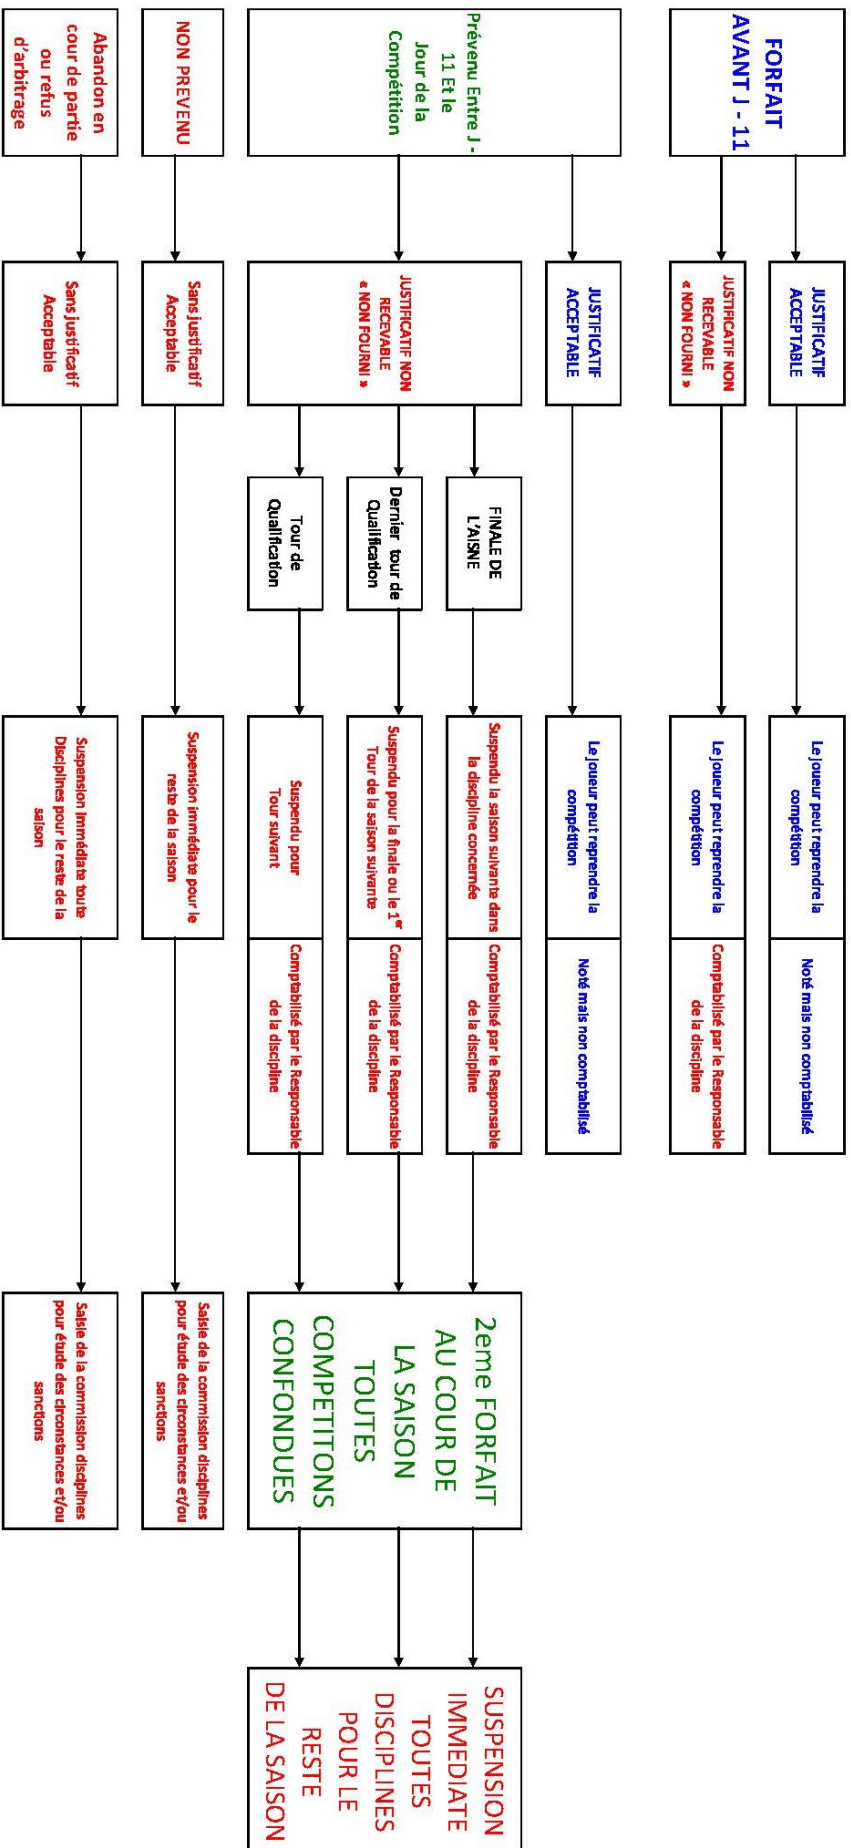 FORFAIT
AVANT J - 11
JUSTIFICATIF
ACCEPTABLE
Le joueur peut reprendre la
compétition
Noté mais non comptabilisé
JUSTIFICATIF NON
RECEVABLE
« NON FOURNI »
Le joueur peut reprendre la
compétition
Comptabilisé par le Responsable
de la discipline
Prévenu Entre J -
11 Et le
Jour de la
Compétition
JUSTIFICATIF
ACCEPTABLE
Le joueur peut reprendre la
compétition
Noté mais non comptabilisé
JUSTIFICATIF NON
RECEVABLE
« NON FOURNI »
FINALE DE
L'AISNE
Suspendu la saison suivante dans
la discipline concernée
Comptabilisé par le Responsable
de la discipline
Dernier tour de
Qualification
Suspendu pour la finale ou le 1er
Tour de la saison suivante
Comptabilisé par le Responsable
de la discipline
Tour de
Qualification
Suspendu pour
Tour suivant
Comptabilisé par le Responsable
de la discipline
2eme FORFAIT
AU COUR DE
LA SAISON
TOUTES
COMPETITONS
CONFONDUES
SUSPENSION
IMMEDIATE
TOUTES
DISCIPLINES
POUR LE
RESTE
DE LA SAISON
NON PREVENU
Sans justificatif
Acceptable
Suspension immédiate pour le
reste de la saison
Saisie de la commission disciplines
pour étude des circonstances et/ou
sanctions
Abandon en
cour de partie
ou refus
d'arbitrage
Sans justificatif
Acceptable
Suspension immédiate toute
Disciplines pour le reste de la
saison
Saisie de la commission disciplines
pour étude des circonstances et/ou
sanctions